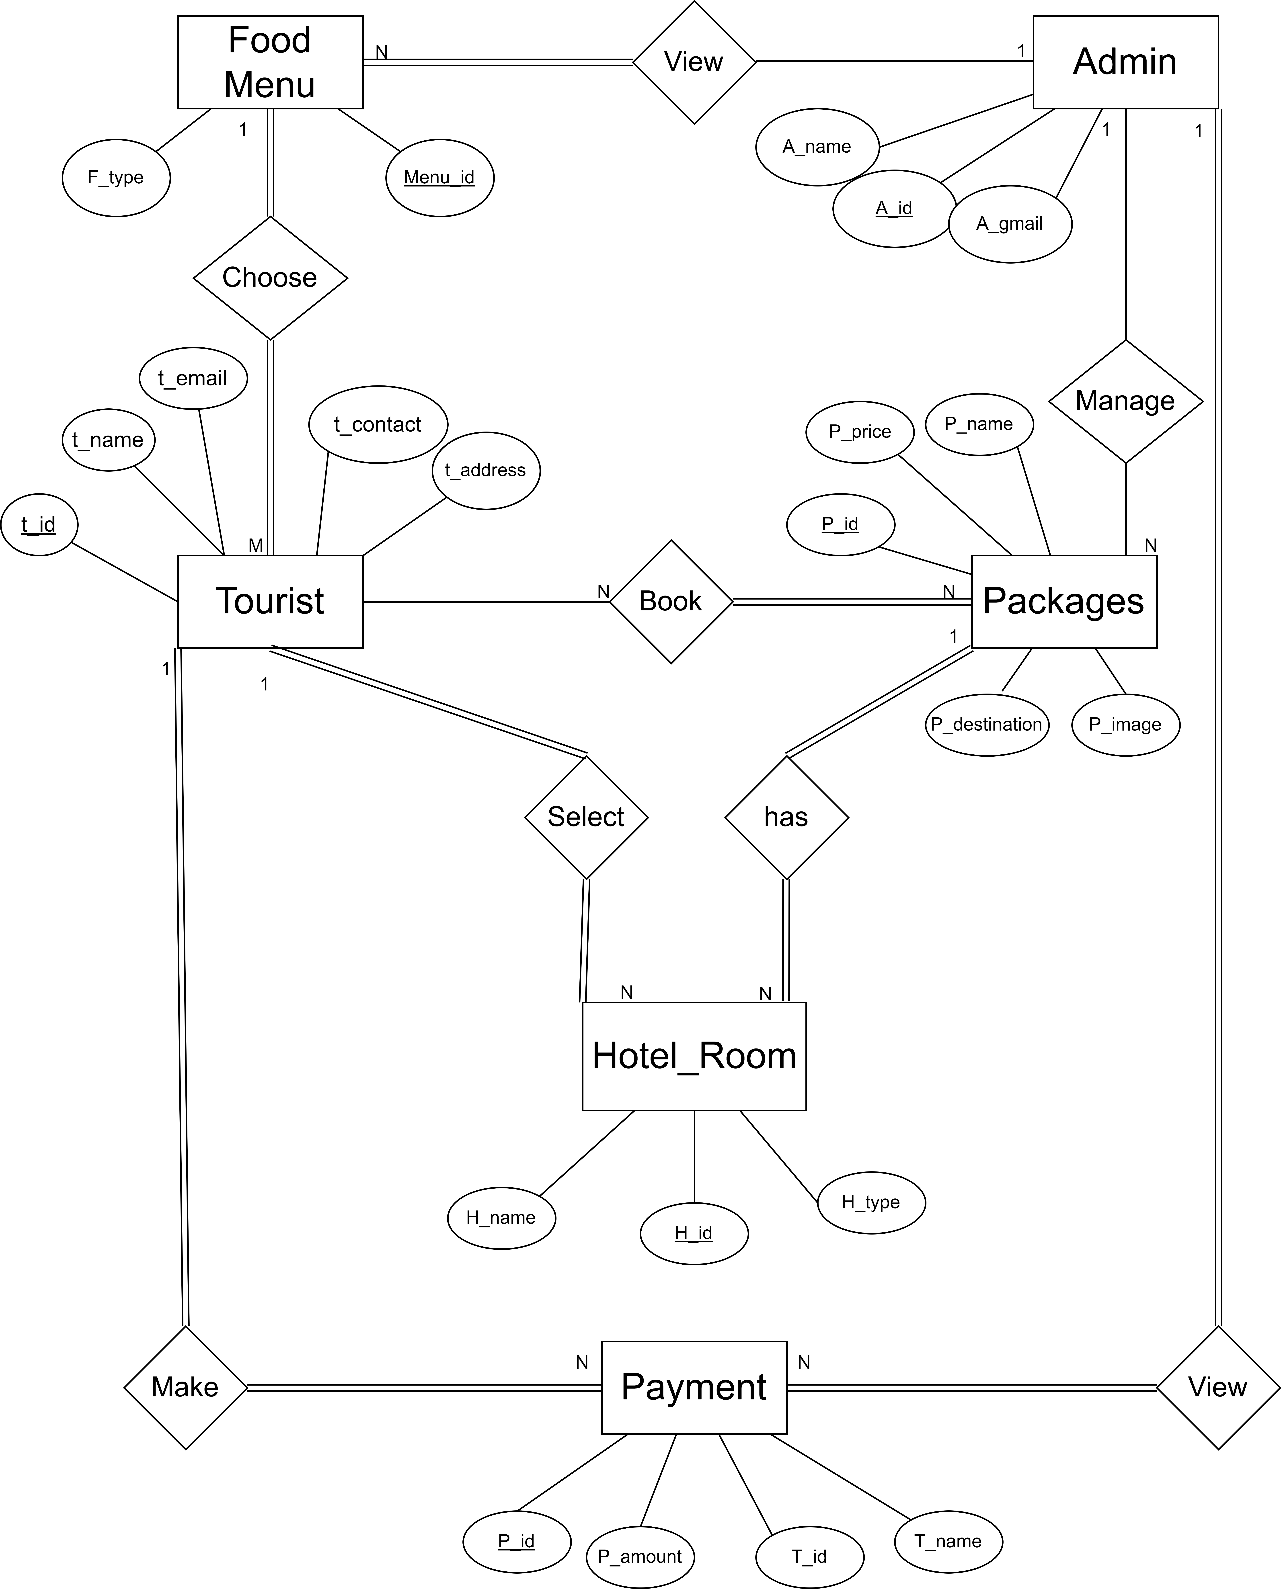 Food
Menu
N
View
1
Admin
1
1
1
F_type
Menu_id
A_name
A_id
A_gmail
Choose
t_email
t_name
t_contact
t_address
t_id
M
Manage
P_price
P_name
P_id
N
Tourist
N
Book
N
Packages
1
1
1
P_destination
P_image
Select
has
N
N
Hotel_Room
H_name
H_id
H_type
Make
N
Payment
N
View
P_id
P_amount
T_id
T_name